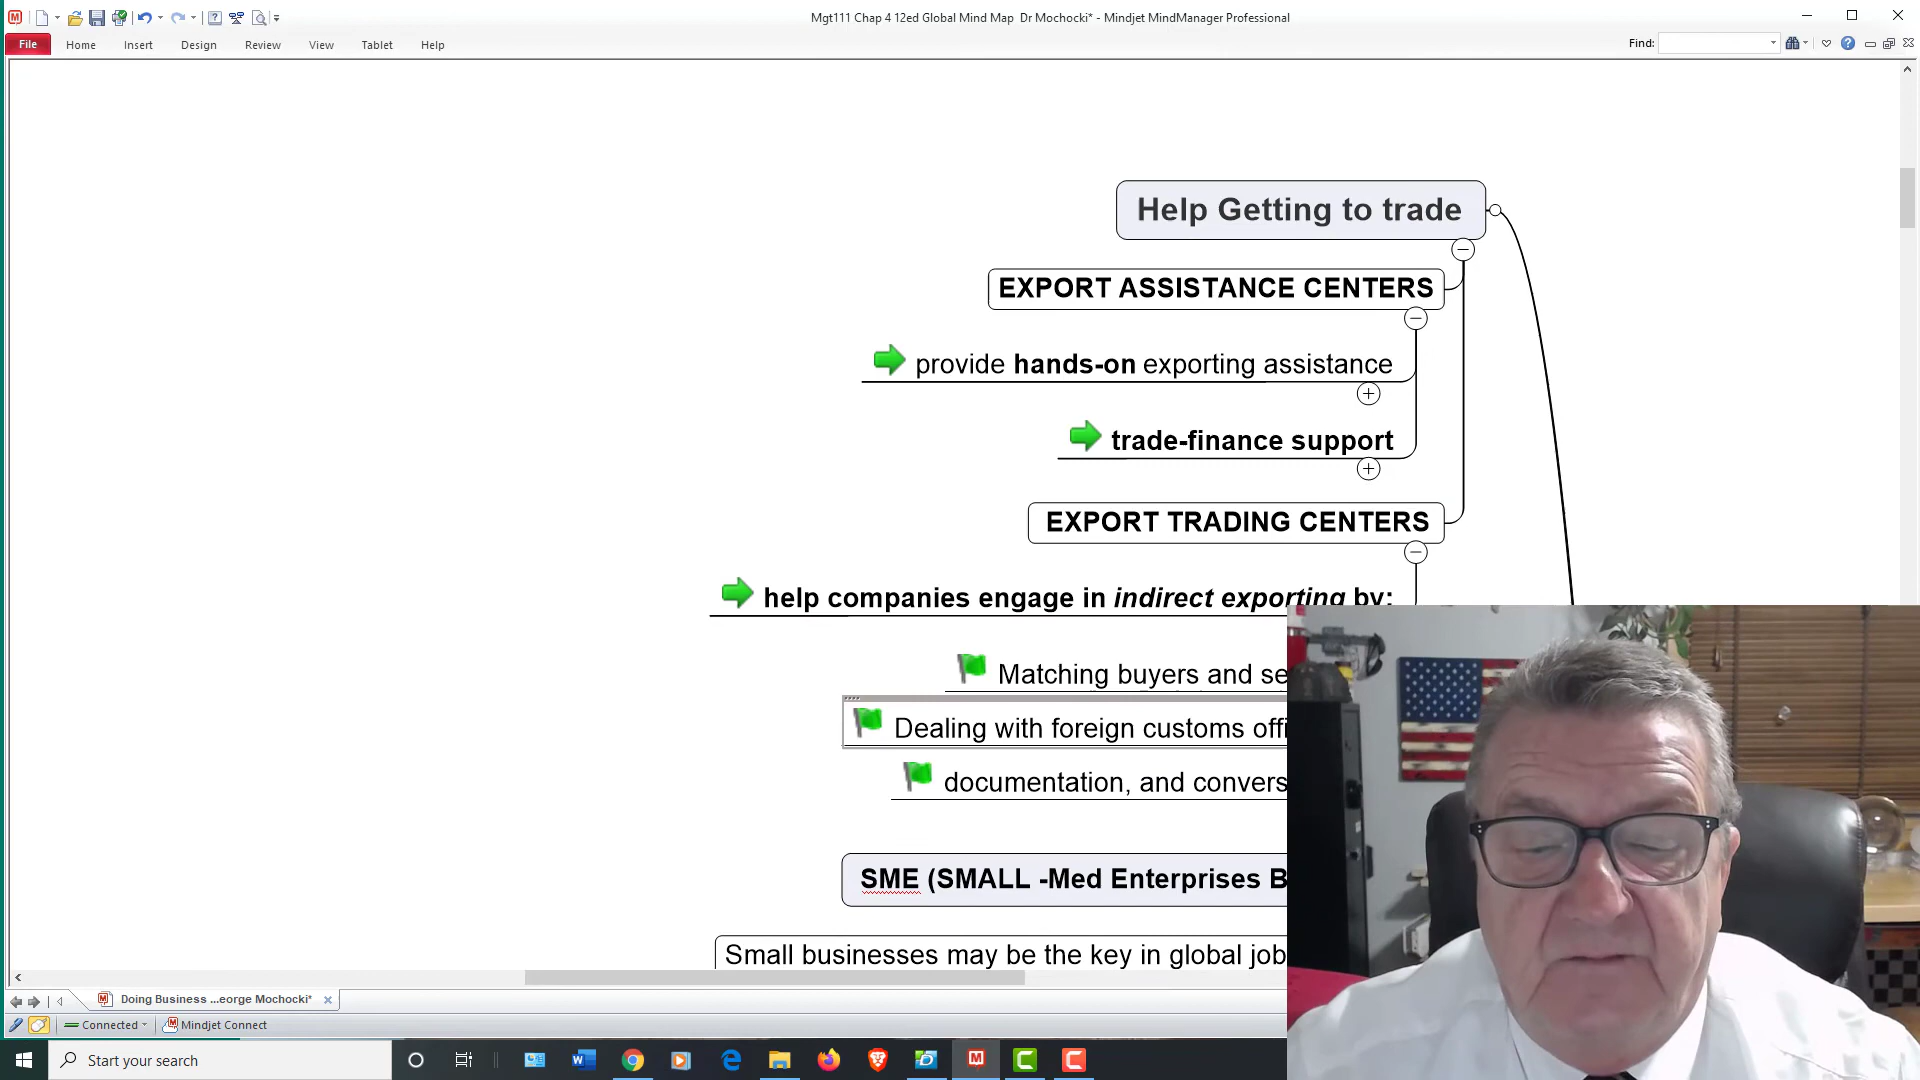 Mgt111 Chap 4 12ed Global Mind Map Dr Mochocki* - Mindjet MindManager Professional
File Home Insert Design Review View Tablet Help Find:
Help Getting to trade
EXPORT ASSISTANCE CENTERS
provide hands-on exporting assistance
trade-finance support
EXPORT TRADING CENTERS
help companies engage in indirect exporting by:
Matching buyers and se
Dealing with foreign customs offi
documentation, and convers
SME (SMALL -Med Enterprises B
Small businesses may be the key in global job
Doing Business ...eorge Mochocki*
Connected Mindjet Connect
Start your search